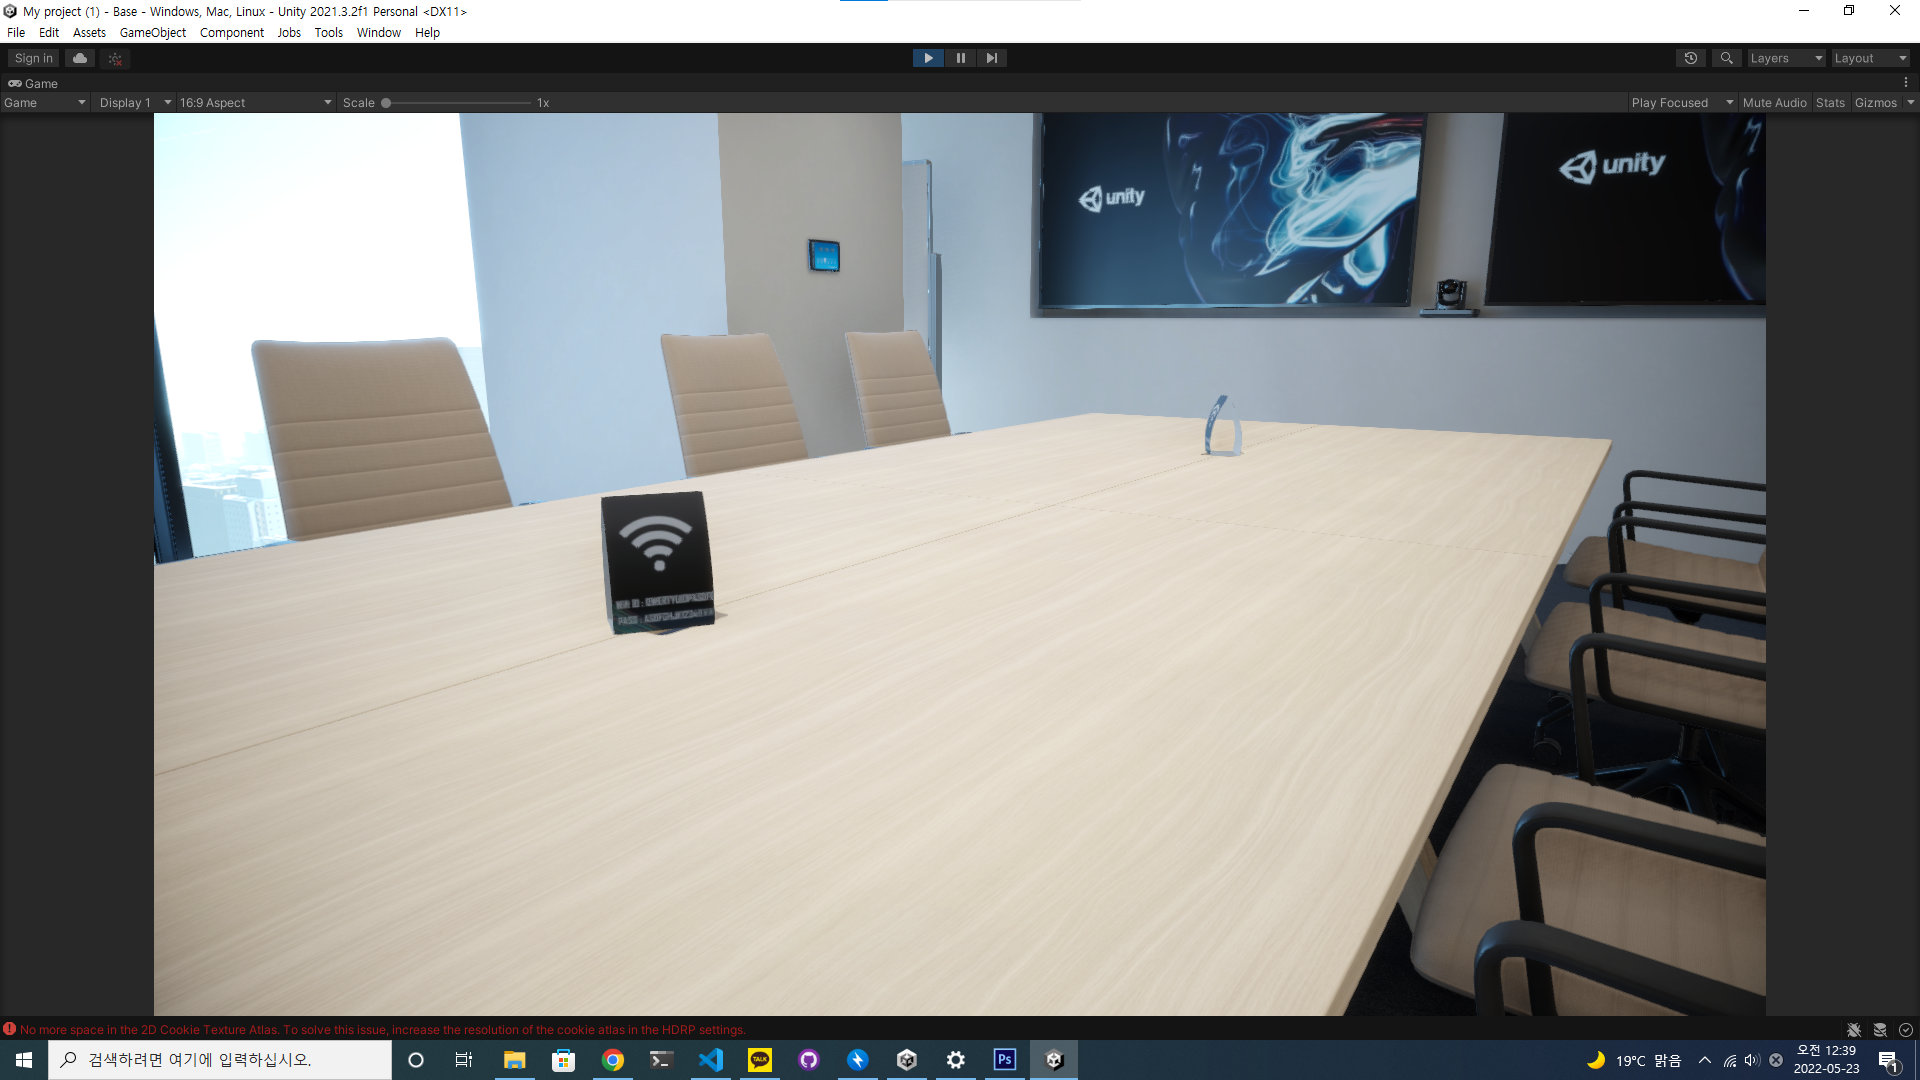 My project (1) - Base - Windows, Mac, Linux - Unity 2021.3.2f1 Personal <DX11>
File Edit Assets GameObject Component Jobs Tools Window Help
Sign in
Layers
Layout
Game
Game
Display 1
16:9 Aspect
Scale
1x
Play Focused
Mute Audio
Stats
Gizmos
unity
unity
No more space in the 2D Cookie Texture Atlas. To solve this issue, increase the resolution of the cookie atlas in the HDRP settings.
검색하려면 여기에 입력하십시오.
TALK
Ps
19°C 맑음
오전 12:39
2022-05-23
1